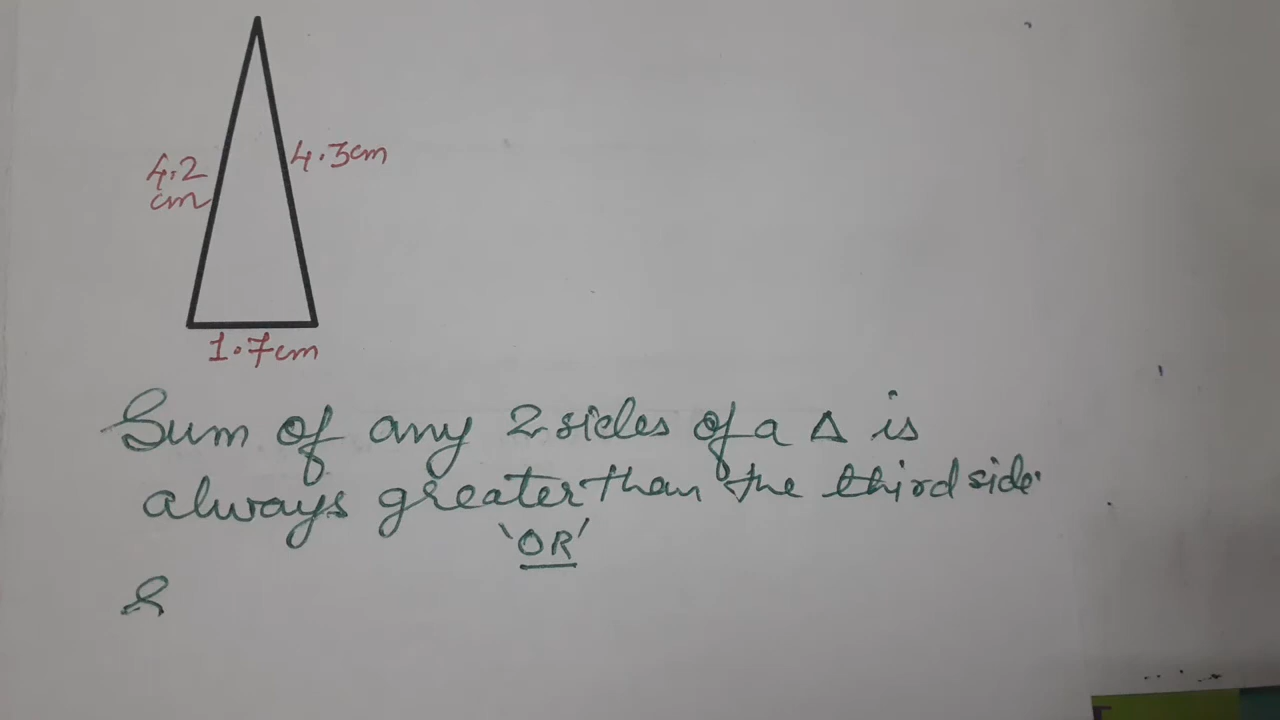 4.2
cm
4.3cm
1.7cm
Sum of any 2 sides of a Δ is
always greater than the third side.
'OR'
S